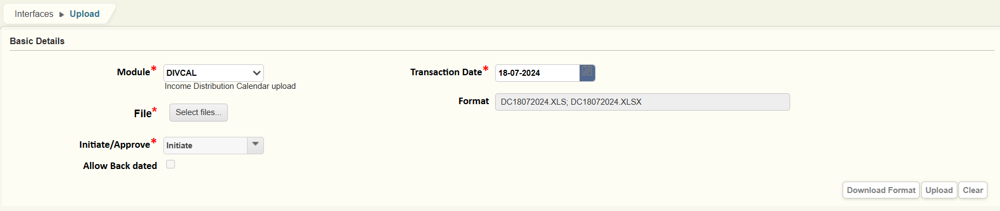 Interfaces ▶ Upload
Basic Details
Module* DIVCAL
Income Distribution Calendar upload
Transaction Date* 18-07-2024
Format DC18072024.XLS; DC18072024.XLSX
File* Select files...
Initiate/Approve* Initiate
Allow Back dated
Download Format Upload Clear